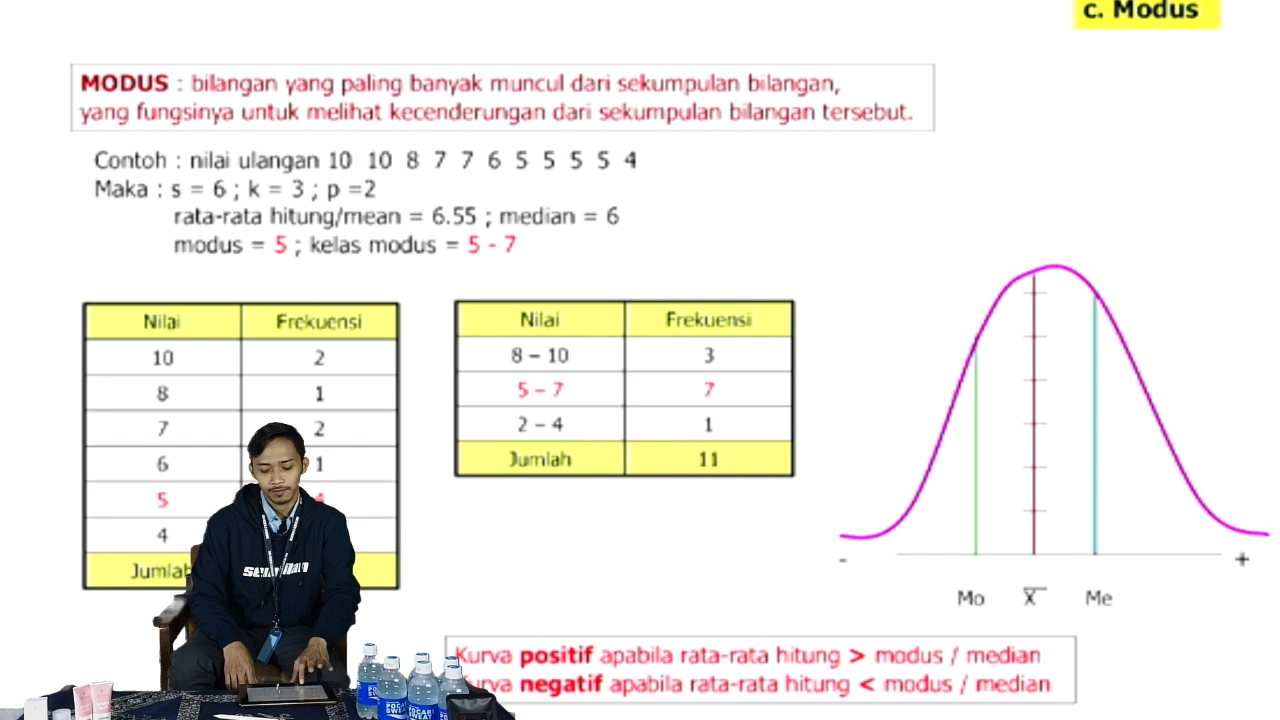 c. Modus
MODUS : bilangan yang paling banyak muncul dari sekumpulan bilangan,
yang fungsinya untuk melihat kecenderungan dari sekumpulan bilangan tersebut.
Contoh : nilai ulangan 10 10 8 7 7 6 5 5 5 5 4
Maka : s = 6 ; k = 3 ; p =2
rata-rata hitung/mean = 6.55 ; median = 6
modus = 5 ; kelas modus = 5 - 7
Nilai Frekuensi
10 2
8 1
7 2
6 1
5 4
4
Jumlah
Nilai Frekuensi
8 – 10 3
5 – 7 7
2 – 4 1
Jumlah 11
- +
Mo X̅ Me
Kurva positif apabila rata-rata hitung > modus / median
negatif apabila rata-rata hitung < modus / median
POCARI
SWEAT